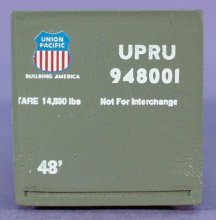 UNION
PACIFIC
BUILDING AMERICA
UPRU
948001
TARE 14,890 lbs
Not For Interchange
48'